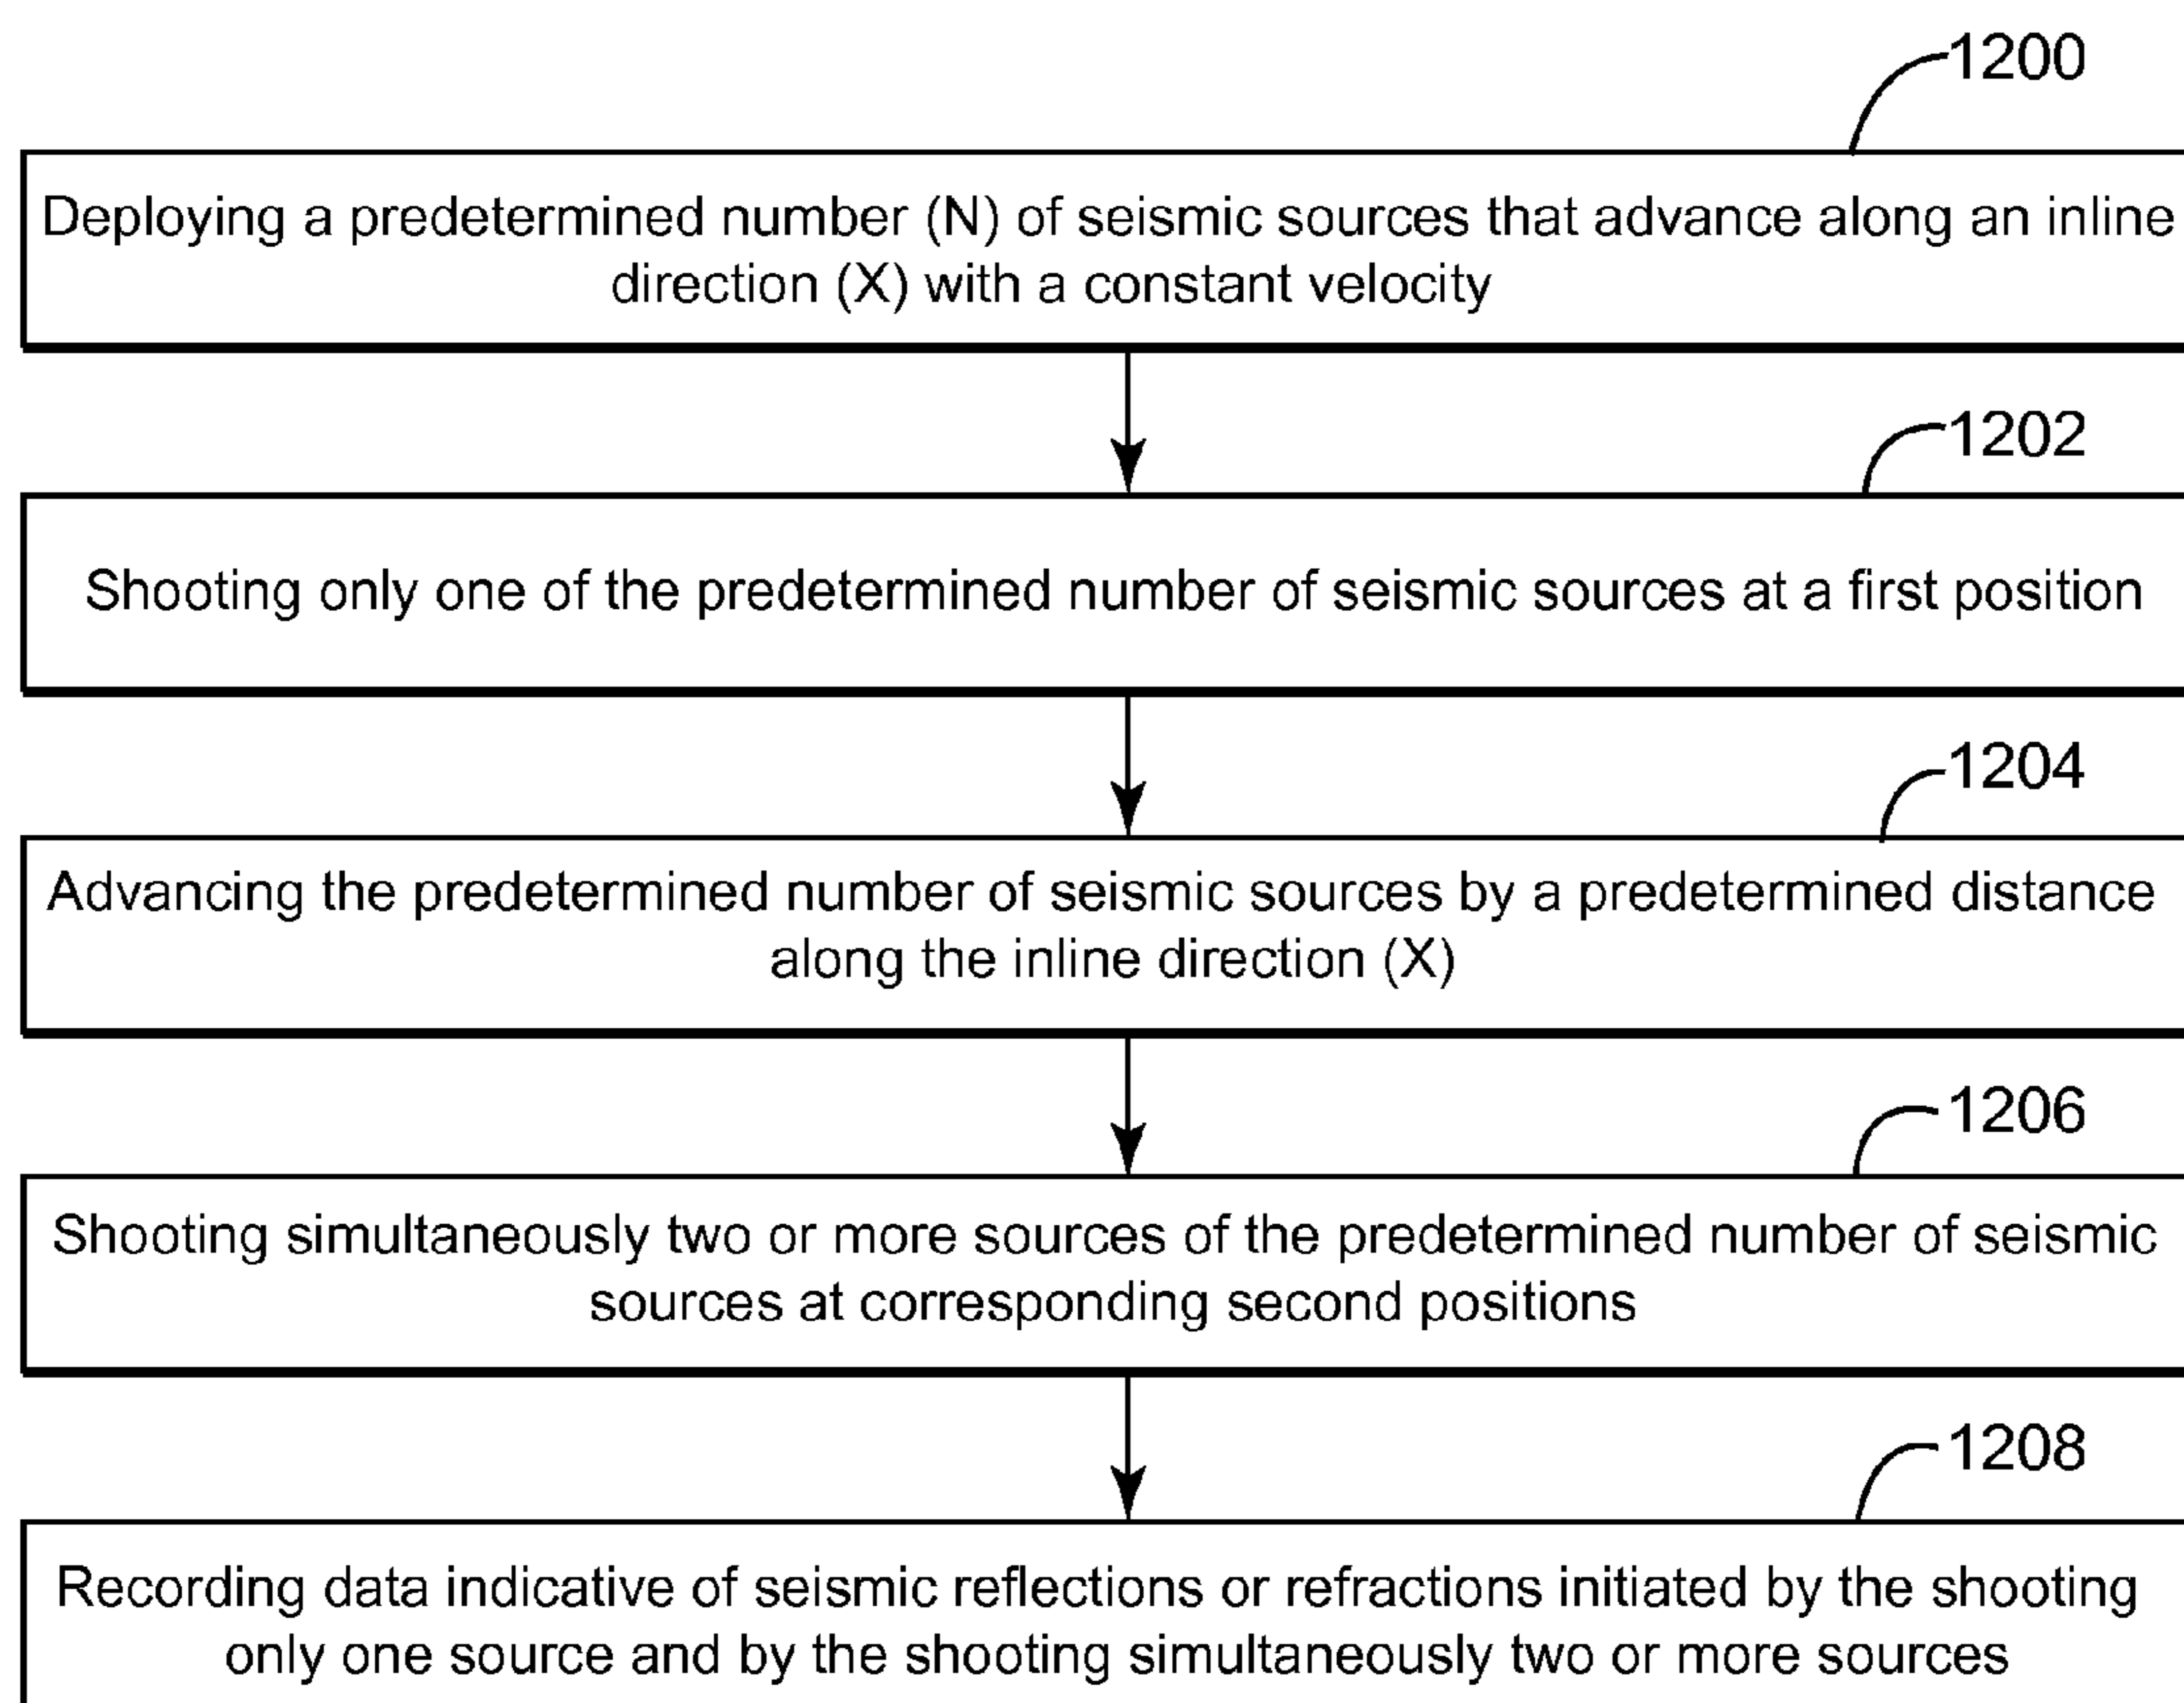 1200
Deploying a predetermined number (N) of seismic sources that advance along an inline
direction (X) with a constant velocity
1202
Shooting only one of the predetermined number of seismic sources at a first position
1204
Advancing the predetermined number of seismic sources by a predetermined distance
along the inline direction (X)
1206
Shooting simultaneously two or more sources of the predetermined number of seismic
sources at corresponding second positions
1208
Recording data indicative of seismic reflections or refractions initiated by the shooting
only one source and by the shooting simultaneously two or more sources